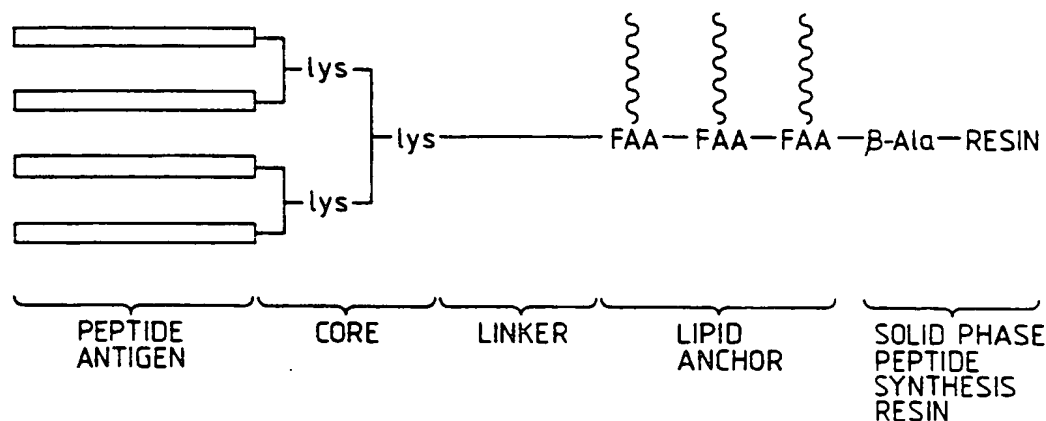 lys
lys
FAA FAA FAA β-Ala RESIN
lys
PEPTIDE
ANTIGEN
CORE
LINKER
LIPID
ANCHOR
SOLID PHASE
PEPTIDE
SYNTHESIS
RESIN